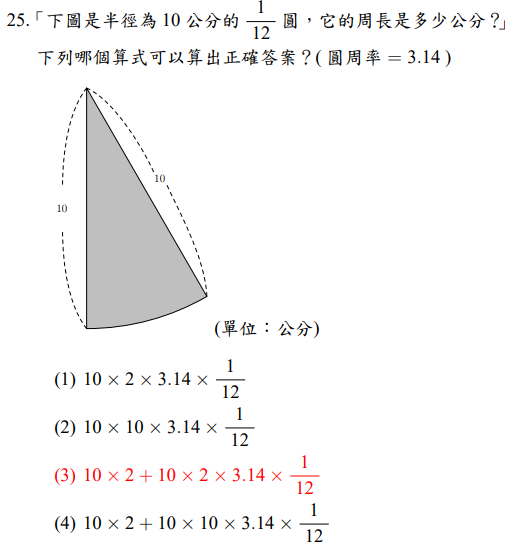 25.「下圖是半徑為 10 公分的 1/12 圓，它的周長是多少公分？」
下列哪個算式可以算出正確答案？( 圓周率 = 3.14 )
10
10
(單位：公分)
(1) 10 × 2 × 3.14 × 1/12
(2) 10 × 10 × 3.14 × 1/12
(3) 10 × 2 + 10 × 2 × 3.14 × 1/12
(4) 10 × 2 + 10 × 10 × 3.14 × 1/12